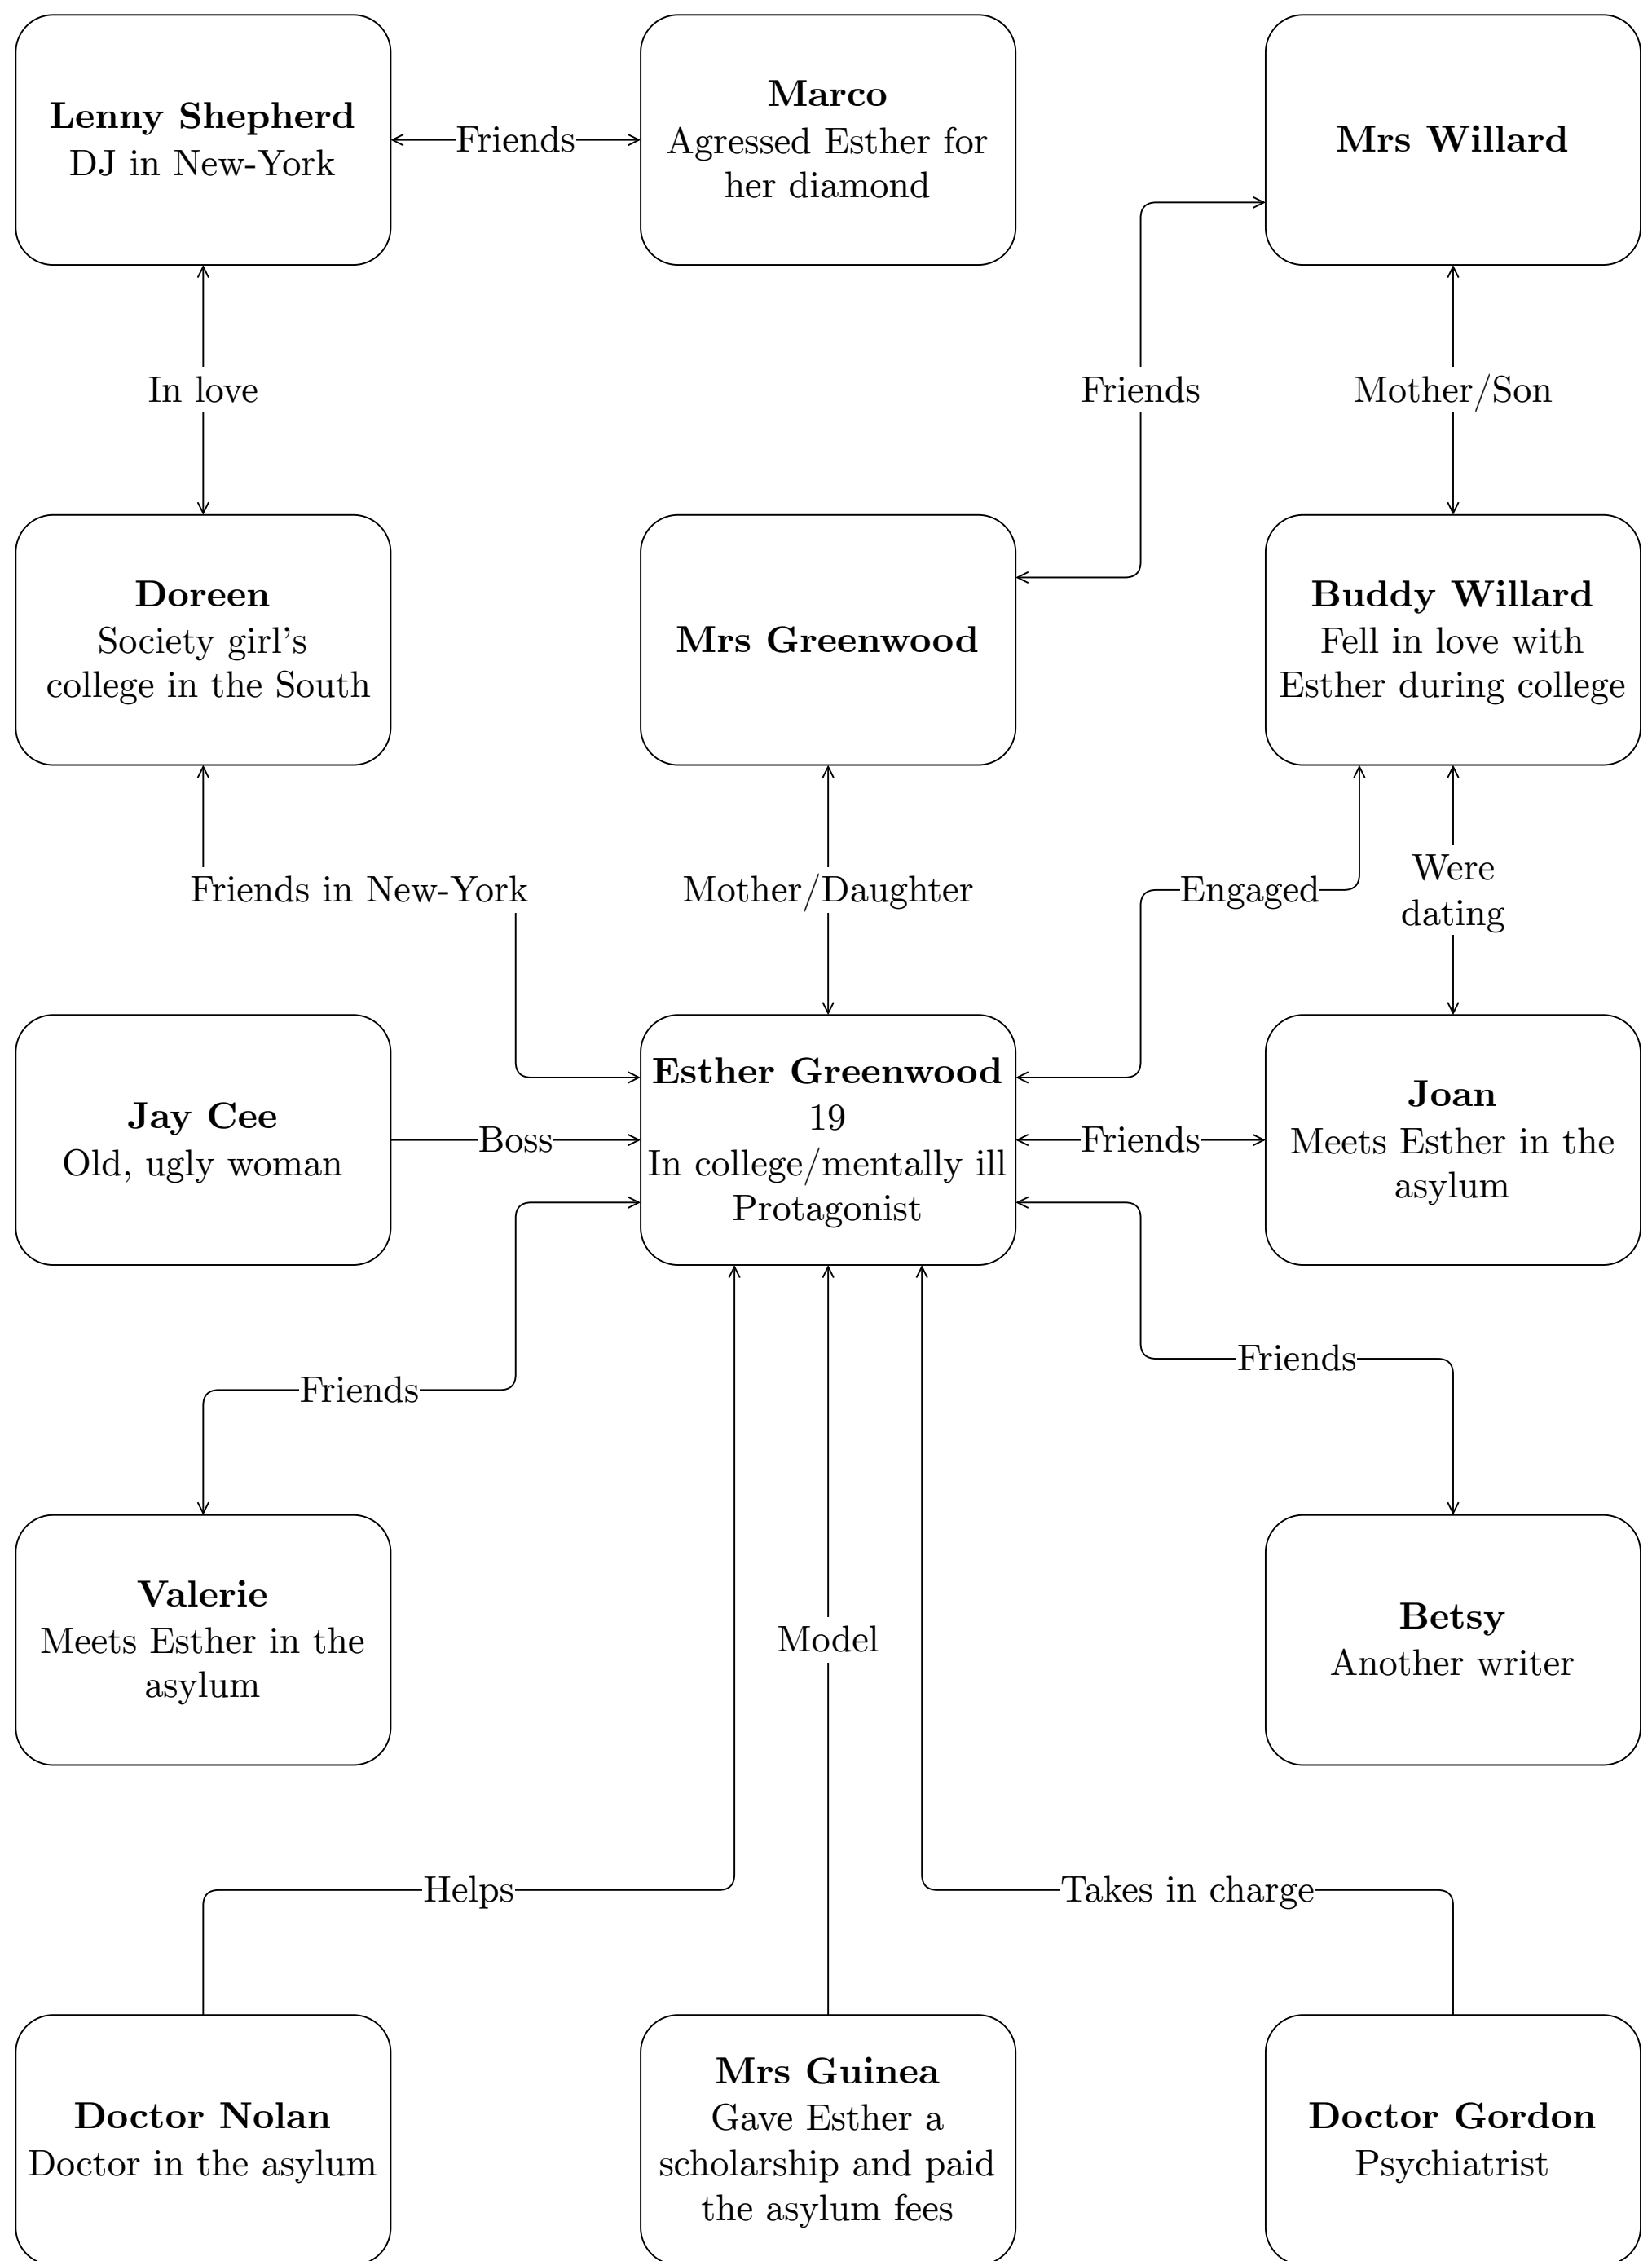 Lenny Shepherd
DJ in New-York
Friends
Marco
Agressed Esther for
her diamond
Mrs Willard
In love
Friends
Mother/Son
Doreen
Society girl's
college in the South
Mrs Greenwood
Buddy Willard
Fell in love with
Esther during college
Friends in New-York
Mother/Daughter
Engaged
Were
dating
Jay Cee
Old, ugly woman
Boss
Esther Greenwood
19
In college/mentally ill
Protagonist
Friends
Joan
Meets Esther in the
asylum
Friends
Friends
Valerie
Meets Esther in the
asylum
Model
Betsy
Another writer
Helps
Takes in charge
Doctor Nolan
Doctor in the asylum
Mrs Guinea
Gave Esther a
scholarship and paid
the asylum fees
Doctor Gordon
Psychiatrist